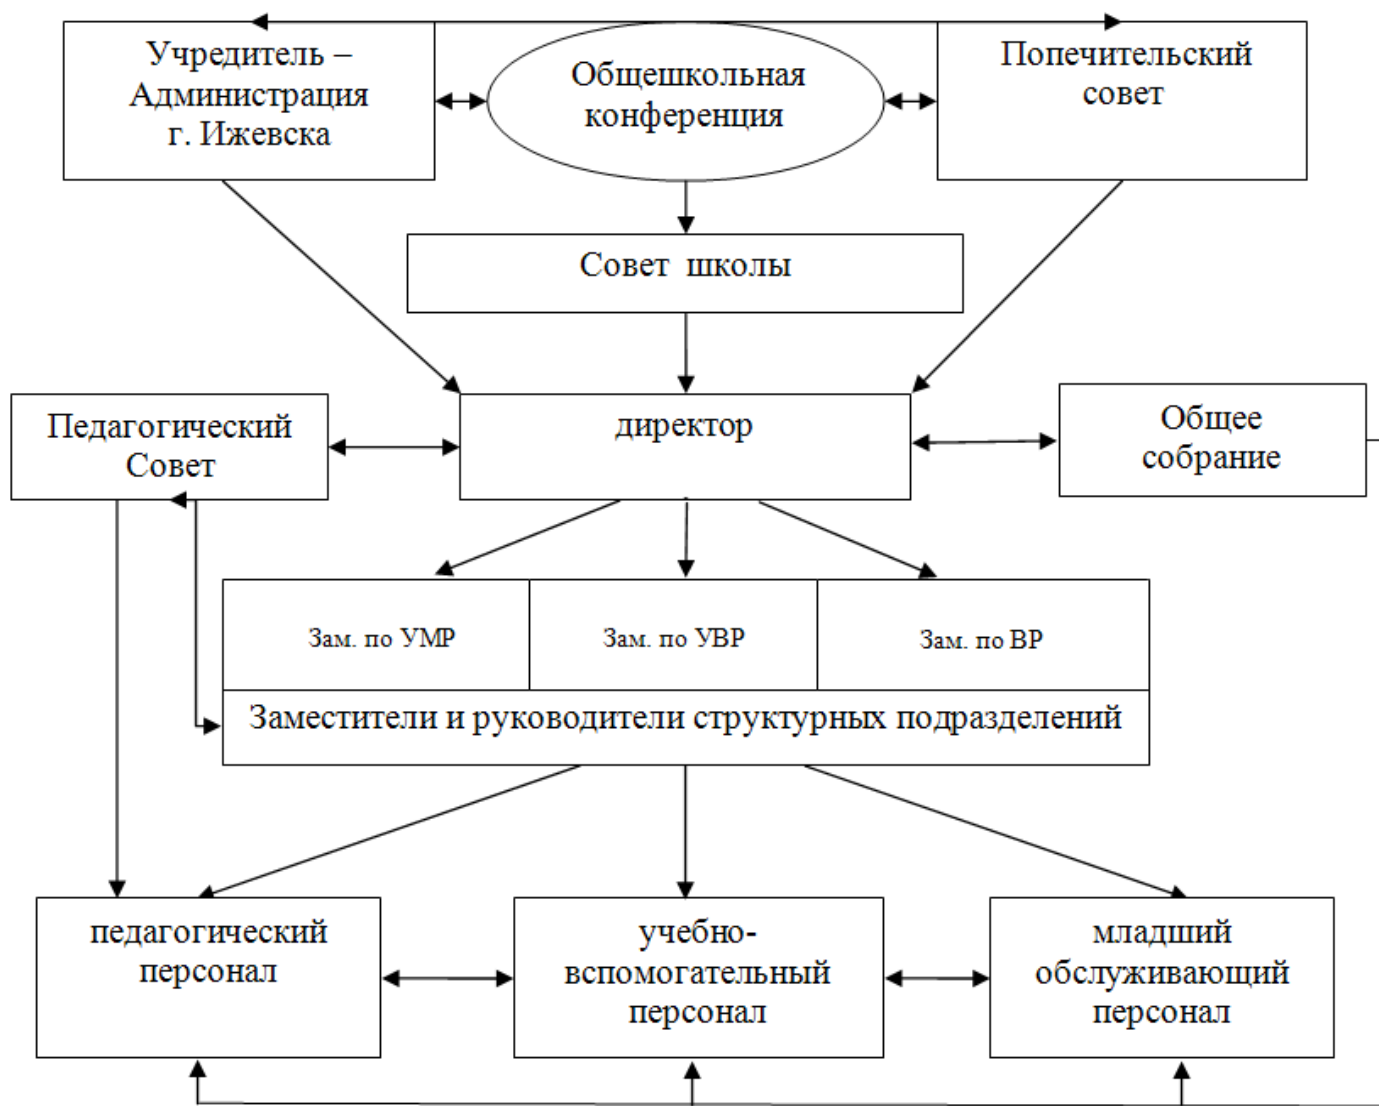 Учредитель –
Администрация
г. Ижевска
Общешкольная
конференция
Попечительский
совет
Совет школы
Педагогический
Совет
директор
Общее
собрание
Зам. по УМР
Зам. по УВР
Зам. по ВР
Заместители и руководители структурных подразделений
педагогический
персонал
учебно-
вспомогательный
персонал
младший
обслуживающий
персонал